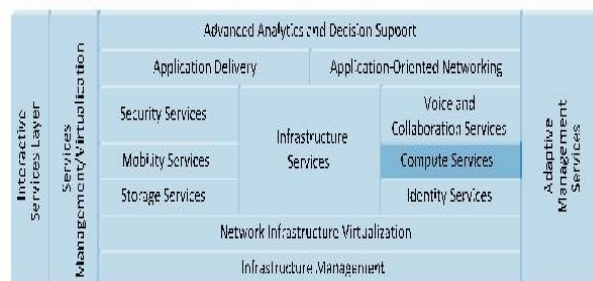 Interactive
Services Layer
Services
Management/Virtualization
Advanced Analytics and Decision Support
Application Delivery
Application-Oriented Networking
Security Services
Mobility Services
Storage Services
Infrastructure
Services
Voice and
Collaboration Services
Compute Services
Identity Services
Network Infrastructure Virtualization
Infrastructure Management
Adaptive
Management
Services